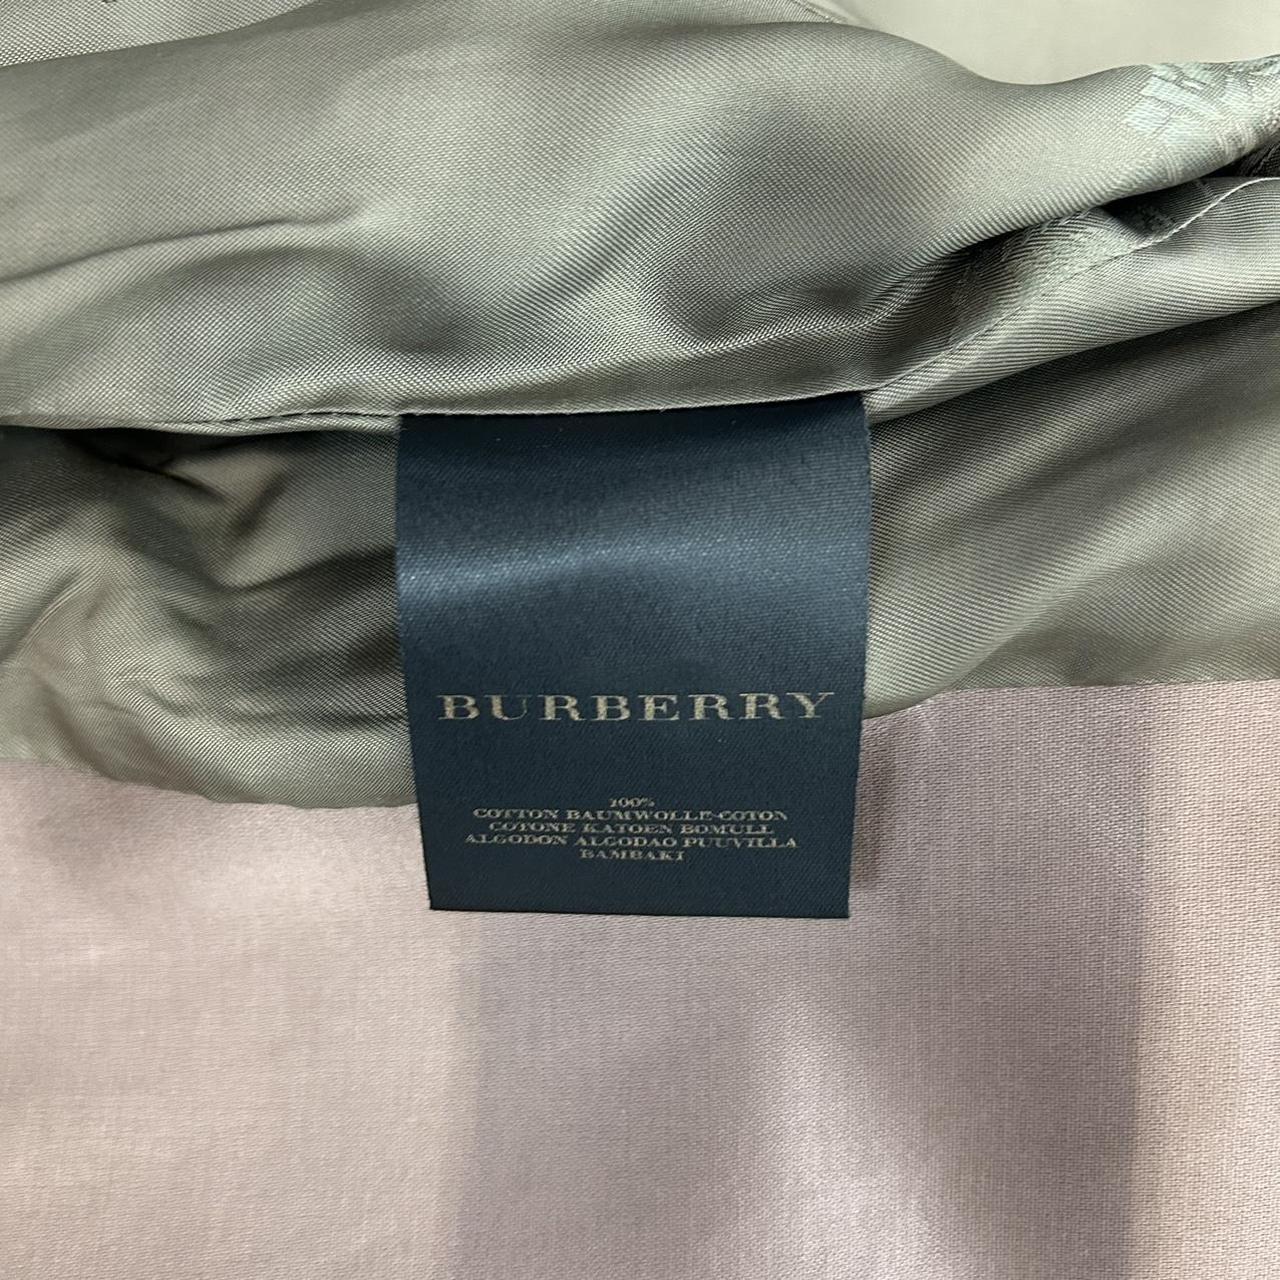 BURBERRY
100%
COTTON BAUMWOLLE-COTON
COTONE KATOEN BOMULL
ALGODON ALGODAO PUUVILLA
BAMBAKI